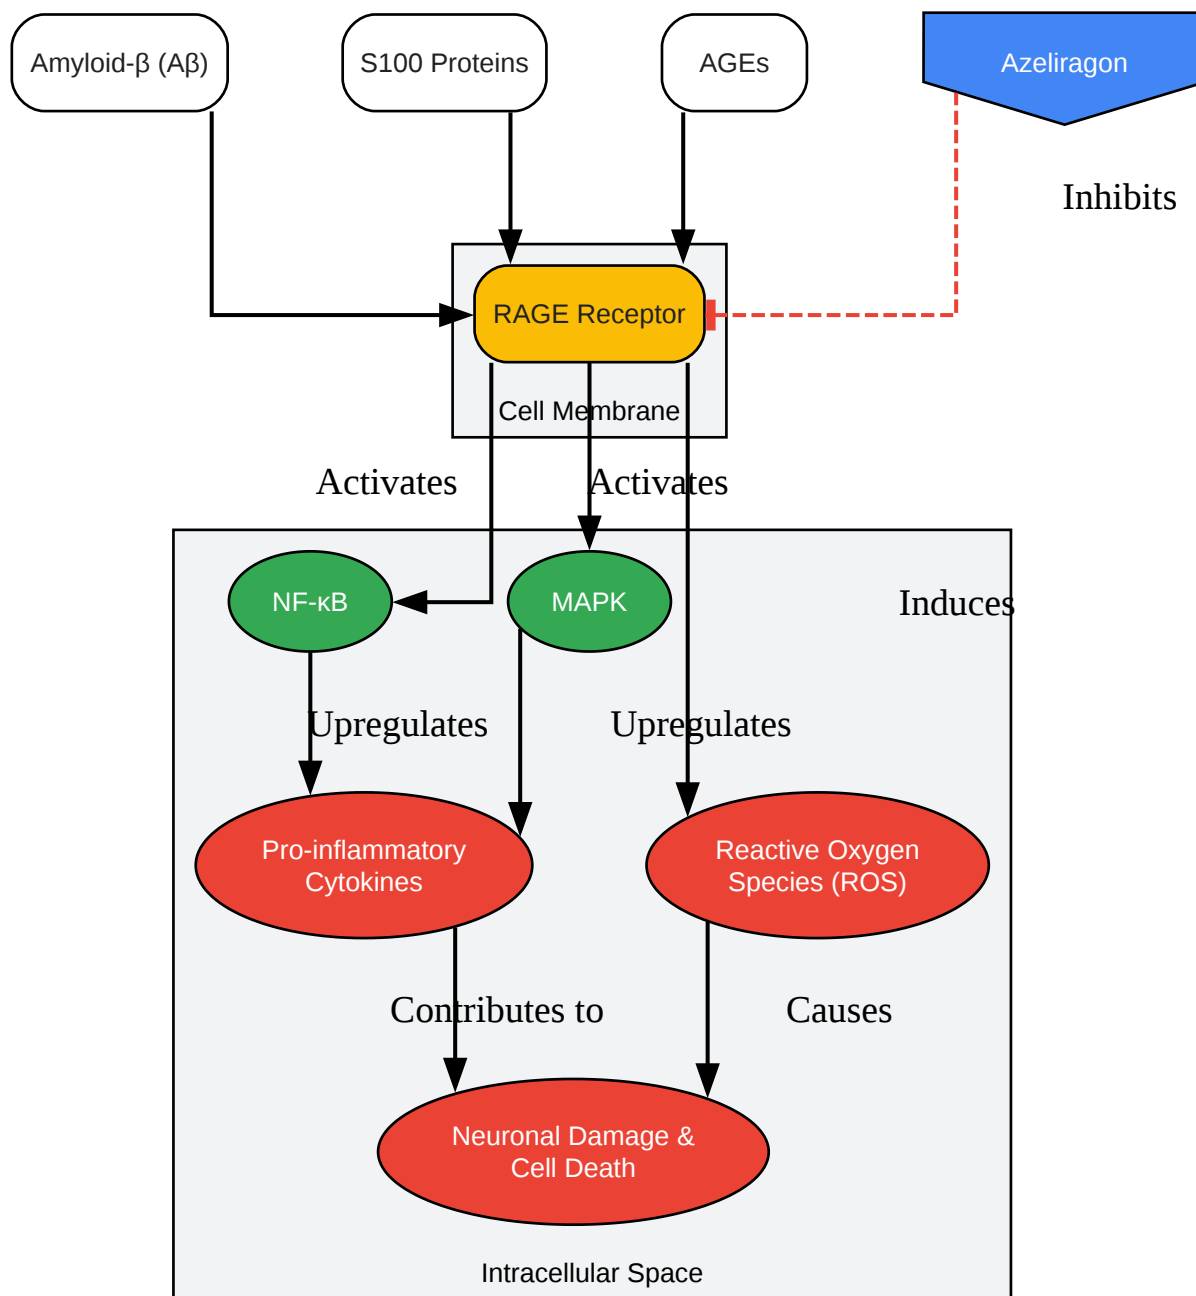 Amyloid-β (Aβ)
S100 Proteins
AGEs
Azeliragon
Inhibits
RAGE Receptor
Cell Membrane
Activates
Activates
NF-κB
MAPK
Induces
Upregulates
Upregulates
Pro-inflammatory
Cytokines
Reactive Oxygen
Species (ROS)
Contributes to
Causes
Neuronal Damage &
Cell Death
Intracellular Space